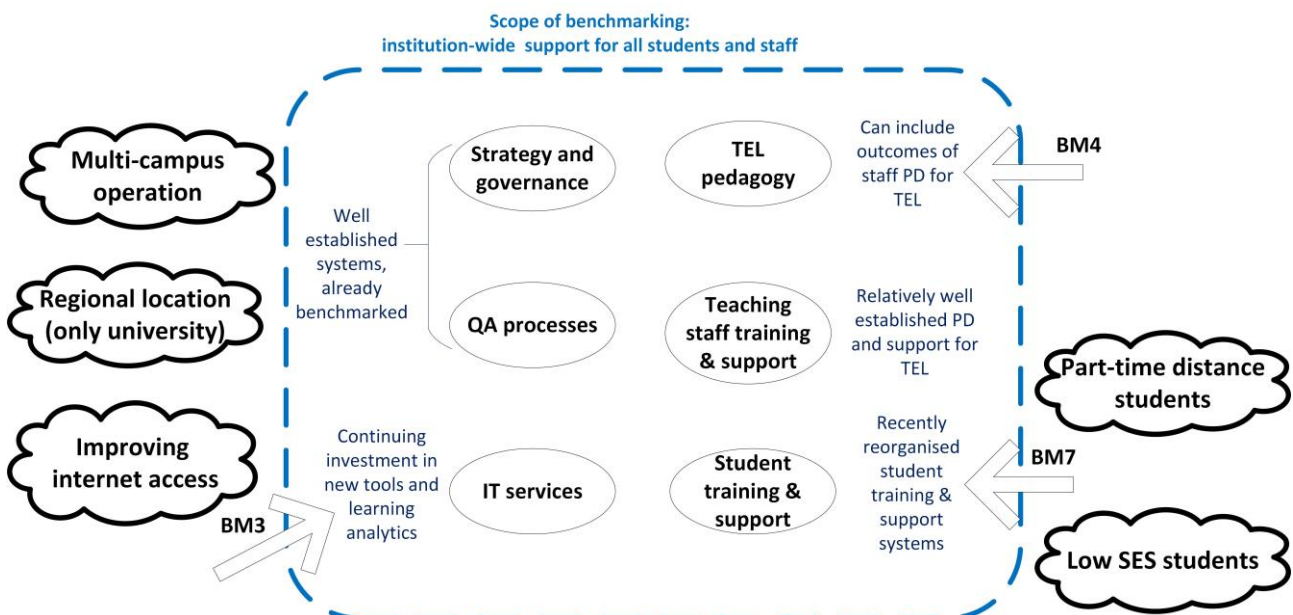 Scope of benchmarking:
institution-wide support for all students and staff
Multi-campus
operation
Regional location
(only university)
Improving
internet access
BM3
Well
established
systems,
already
benchmarked
Continuing
investment in
new tools and
learning
analytics
Strategy and
governance
QA processes
IT services
TEL
pedagogy
Teaching
staff training
& support
Student
training &
support
Can include
outcomes of
staff PD for
TEL
Relatively well
established PD
and support for
TEL
Recently
reorganised
student
training &
support
systems
BM4
Part-time distance
students
BM7
Low SES students